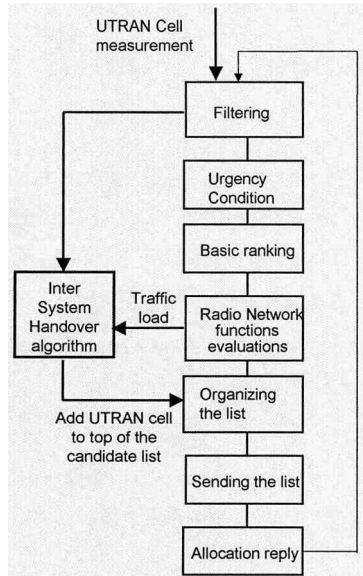 UTRAN Cell
measurement
Filtering
Urgency
Condition
Basic ranking
Inter
System
Handover
algorithm
Traffic
load
Radio Network
functions
evaluations
Organizing
the list
Add UTRAN cell
to top of the
candidate list
Sending the list
Allocation reply